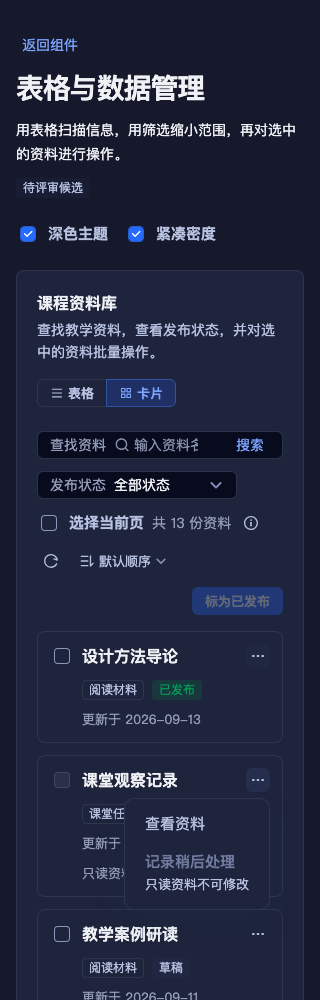 返回组件
表格与数据管理
用表格扫描信息，用筛选缩小范围，再对选中
的资料进行操作。
待评审候选
深色主题 紧凑密度
课程资料库
查找教学资料，查看发布状态，并对选
中的资料批量操作。
表格 卡片
查找资料 输入资料名 搜索
发布状态 全部状态
选择当前页 共 13 份资料
默认顺序
标为已发布
设计方法导论
阅读材料 已发布
更新于 2026-09-13
课堂观察记录
课堂任
查看资料
更新于
记录稍后处理
只读资
只读资料不可修改
教学案例研读
阅读材料 草稿
更新于 2026-09-11